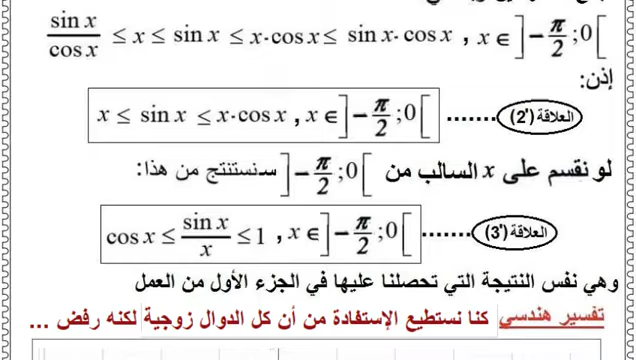 sin x / cos x ≤ x ≤ sin x ≤ x·cos x ≤ sin x·cos x , x ∈ ]−π/2 ;0[
إذن:
x ≤ sin x ≤ x·cos x , x ∈ ]−π/2 ;0[ ....... العلاقة (2')
لو نقسم على x السالب من ]−π/2 ;0[ سنستنتج من هذا:
cos x ≤ sin x / x ≤ 1 , x ∈ ]−π/2 ;0[ ....... العلاقة (3')
وهي نفس النتيجة التي تحصلنا عليها في الجزء الأول من العمل
تفسير هندسي كنا نستطيع الإستفادة من أن كل الدوال زوجية لكنه رفض ...